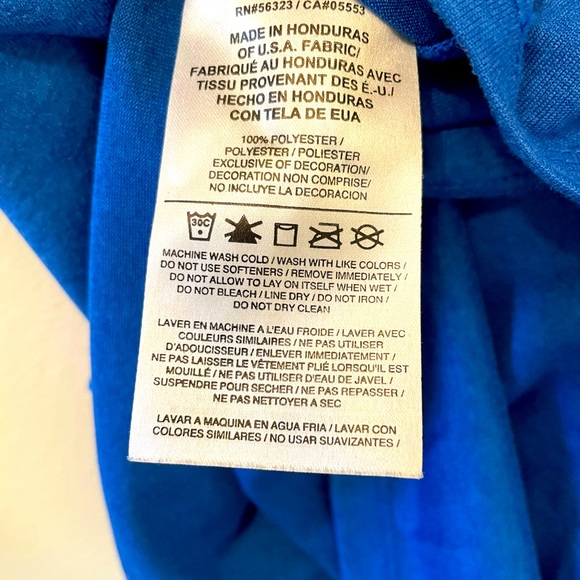 RN#56323 / CA#05553
MADE IN HONDURAS
OF U.S.A. FABRIC/
FABRIQUÉ AU HONDURAS AVEC
TISSU PROVENANT DES É.-U./
HECHO EN HONDURAS
CON TELA DE EUA
100% POLYESTER /
POLYESTER / POLIESTER
EXCLUSIVE OF DECORATION/
DECORATION NON COMPRISE/
NO INCLUYE LA DECORACION
30C
MACHINE WASH COLD / WASH WITH LIKE COLORS /
DO NOT USE SOFTENERS / REMOVE IMMEDIATELY /
DO NOT ALLOW TO LAY ON ITSELF WHEN WET /
DO NOT BLEACH / LINE DRY / DO NOT IRON /
DO NOT DRY CLEAN
LAVER EN MACHINE A L'EAU FROIDE / LAVER AVEC
COULEURS SIMILAIRES / NE PAS UTILISER
D'ADOUCISSEUR / ENLEVER IMMEDIATEMENT /
NE PAS LAISSER LE VÊTEMENT PLIÉ LORSQU'IL EST
MOUILLÉ / NE PAS UTILISER D'EAU DE JAVEL /
SUSPENDRE POUR SECHER / NE PAS REPASSER /
NE PAS NETTOYER A SEC
LAVAR A MAQUINA EN AGUA FRIA / LAVAR CON
COLORES SIMILARES / NO USAR SUAVIZANTES /